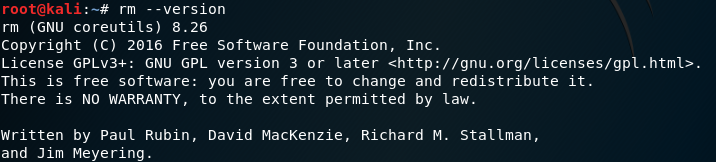 root@kali:~# rm --version
rm (GNU coreutils) 8.26
Copyright (C) 2016 Free Software Foundation, Inc.
License GPLv3+: GNU GPL version 3 or later <http://gnu.org/licenses/gpl.html>.
This is free software: you are free to change and redistribute it.
There is NO WARRANTY, to the extent permitted by law.

Written by Paul Rubin, David MacKenzie, Richard M. Stallman,
and Jim Meyering.